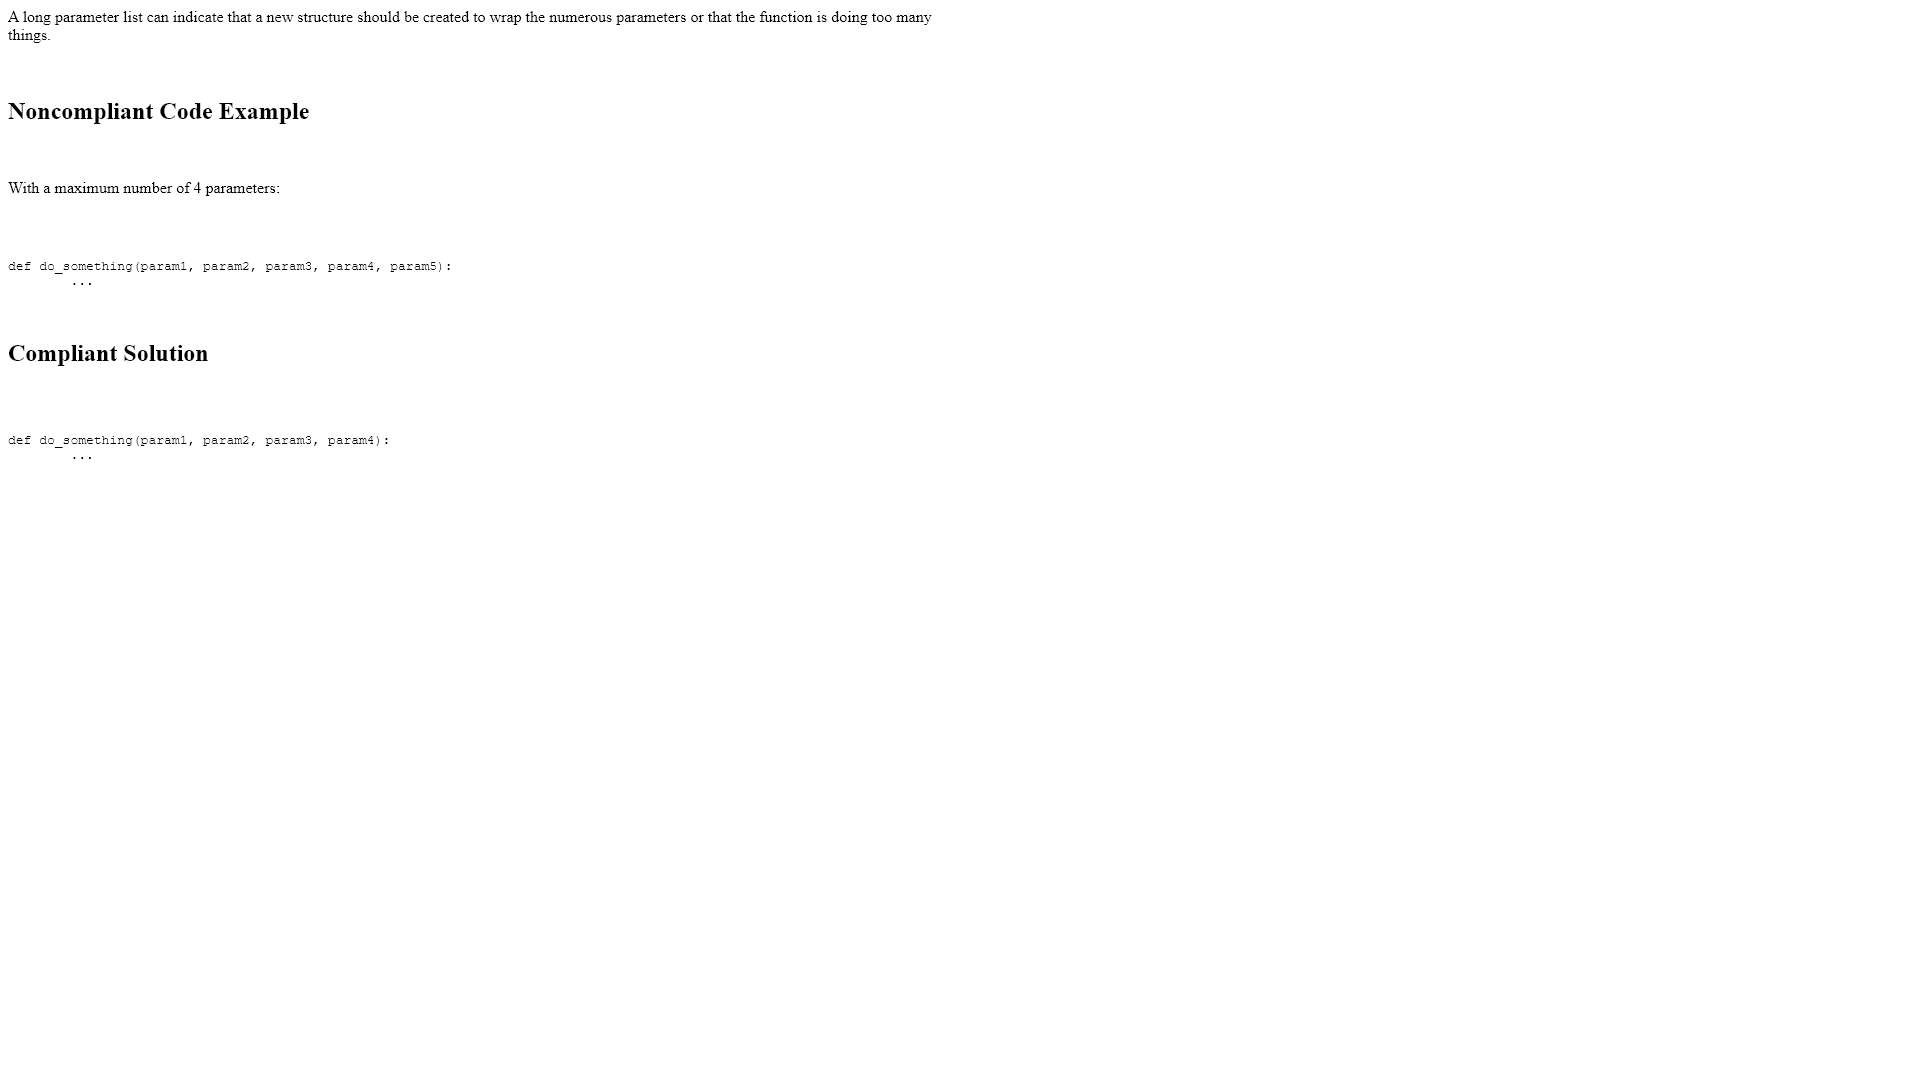 A long parameter list can indicate that a new structure should be created to wrap the numerous parameters or that the function is doing too many
things.
Noncompliant Code Example
With a maximum number of 4 parameters:
def do_something(param1, param2, param3, param4, param5):
        ...
Compliant Solution
def do_something(param1, param2, param3, param4):
        ...